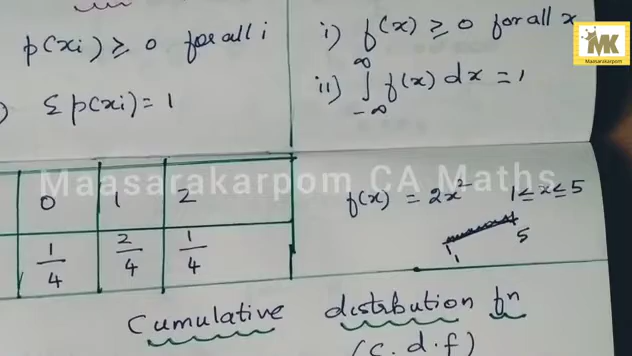 p(xi) ≥ 0 for all i
) Σ p(xi) = 1
i) f(x) ≥ 0 for all x
ii) ∫ f(x) dx = 1
∞
-∞
MK
Maasarakarpom
Maasarakarpom CA Maths
0 1 2
1/4 2/4 1/4
f(x) = 2x² 1 ≤ x ≤ 5
1 5
Cumulative distribution fn
(c.d.f)